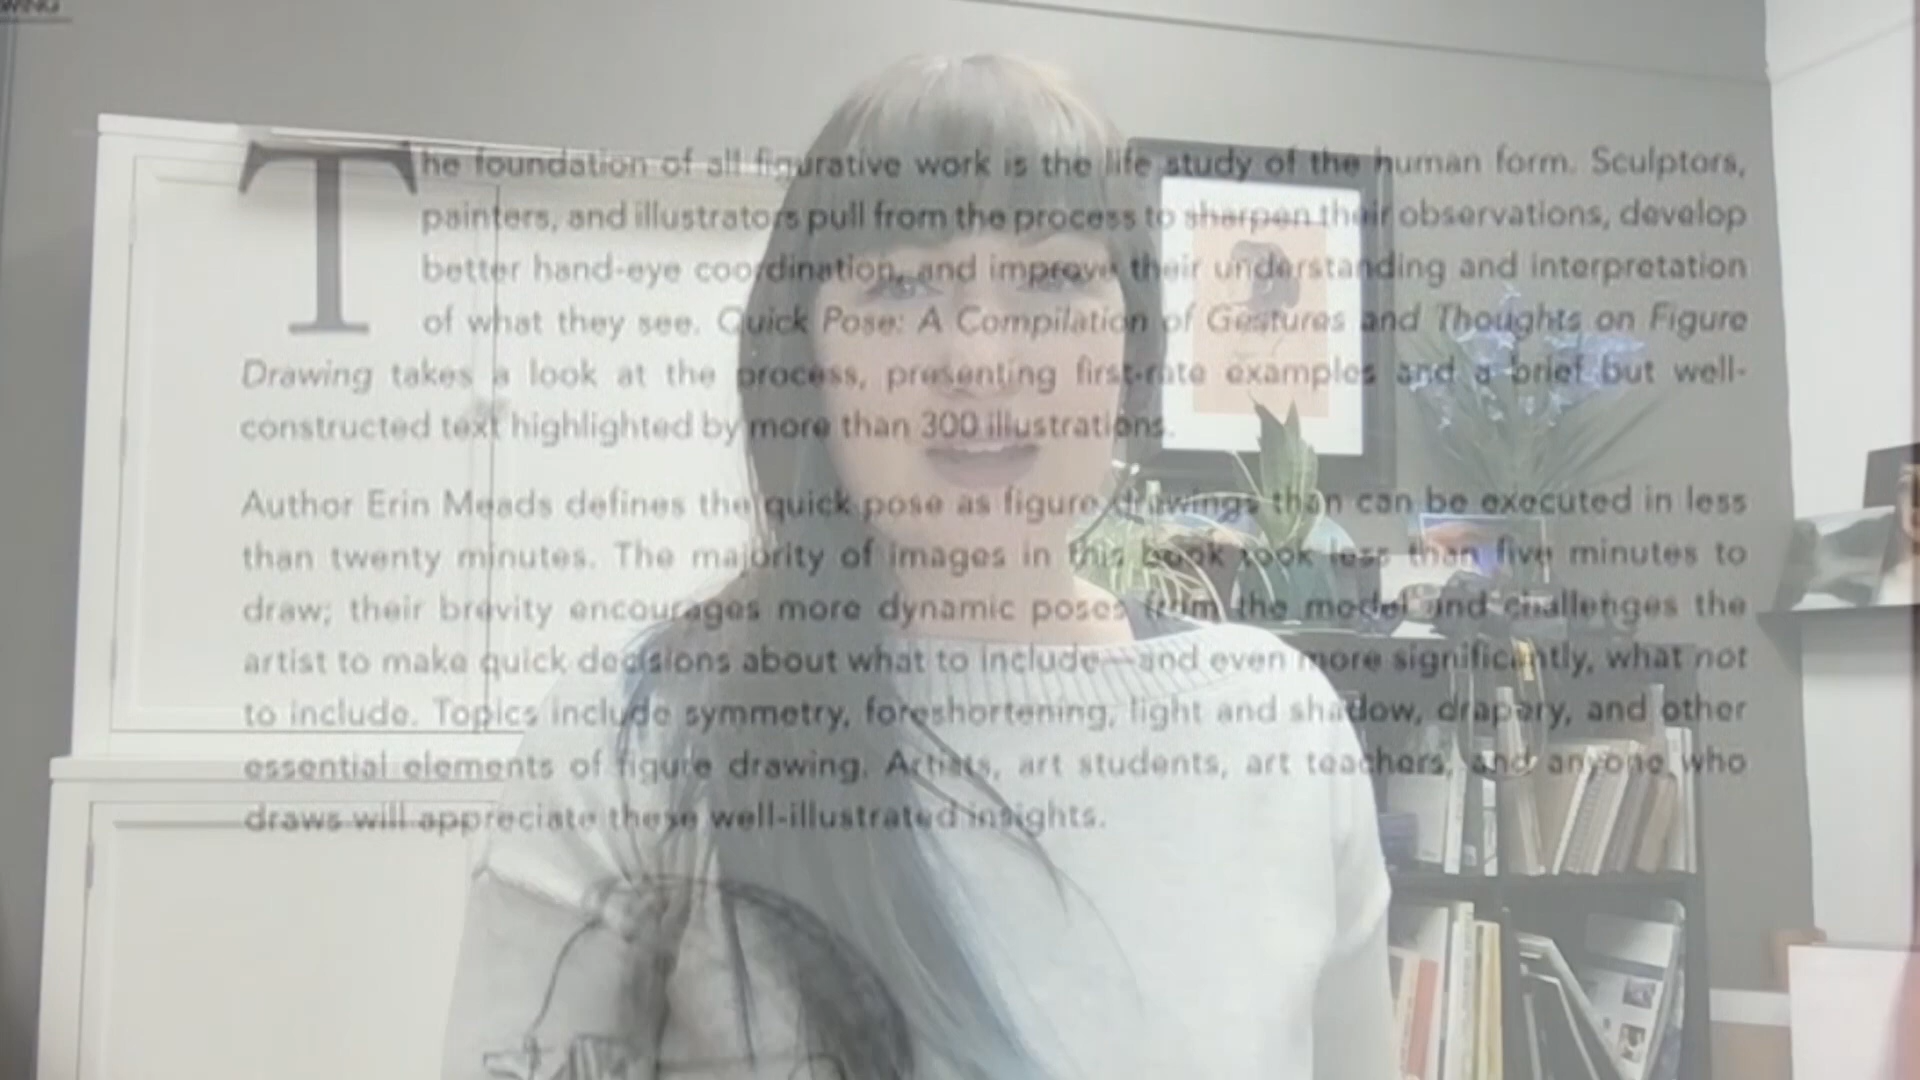 WING
The foundation of all figurative work is the life study of the human form. Sculptors,
painters, and illustrators pull from the process to sharpen their observations, develop
better hand-eye coordination, and improve their understanding and interpretation
of what they see. Quick Pose: A Compilation of Gestures and Thoughts on Figure
Drawing takes a look at the process, presenting first-rate examples and a brief but well-
constructed text highlighted by more than 300 illustrations.
Author Erin Meads defines the quick pose as figure drawings than can be executed in less
than twenty minutes. The majority of images in this book took less than five minutes to
draw; their brevity encourages more dynamic poses from the model and challenges the
artist to make quick decisions about what to include—and even more significantly, what not
to include. Topics include symmetry, foreshortening, light and shadow, drapery, and other
essential elements of figure drawing. Artists, art students, art teachers, and anyone who
draws will appreciate these well-illustrated insights.